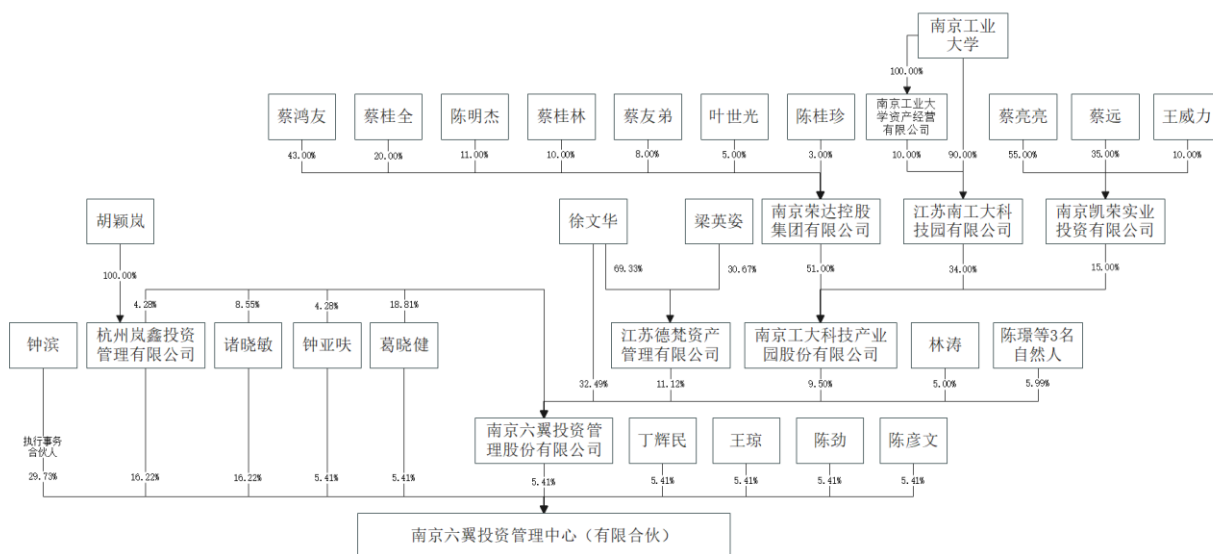 南京工业
大学
100.00%
蔡鸿友
蔡桂全
陈明杰
蔡桂林
蔡友弟
叶世光
陈桂珍
南京工业大
学资产经营
有限公司
蔡亮亮
蔡远
王威力
43.00%
20.00%
11.00%
10.00%
8.00%
5.00%
3.00%
10.00%
90.00%
55.00%
35.00%
10.00%
胡颖岚
徐文华
梁英姿
南京荣达控股
集团有限公司
江苏南工大科
技园有限公司
南京凯荣实业
投资有限公司
100.00%
69.33%
30.67%
51.00%
34.00%
15.00%
4.28%
8.55%
4.28%
18.81%
钟滨
杭州岚鑫投资
管理有限公司
诸晓敏
钟亚呋
葛晓健
江苏德梵资产
管理有限公司
南京工大科技产业
园股份有限公司
林涛
陈璟等3名
自然人
32.49%
11.12%
9.50%
5.00%
5.99%
执行事务
合伙人
南京六翼投资管
理股份有限公司
丁辉民
王琼
陈劲
陈彦文
29.73%
16.22%
16.22%
5.41%
5.41%
5.41%
5.41%
5.41%
5.41%
5.41%
南京六翼投资管理中心（有限合伙）